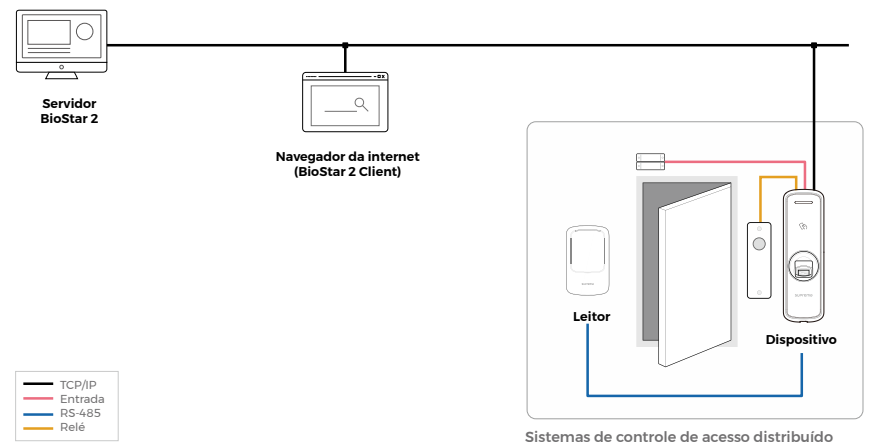 Servidor
BioStar 2
Navegador da internet
(BioStar 2 Client)
Leitor
Dispositivo
TCP/IP
Entrada
RS-485
Relé
Sistemas de controle de acesso distribuído